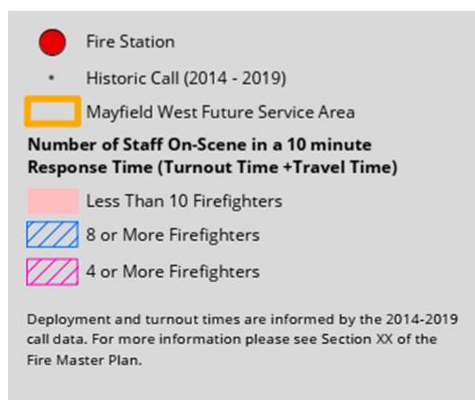 Fire Station
Historic Call (2014 - 2019)
Mayfield West Future Service Area
Number of Staff On-Scene in a 10 minute
Response Time (Turnout Time +Travel Time)
Less Than 10 Firefighters
8 or More Firefighters
4 or More Firefighters
Deployment and turnout times are informed by the 2014-2019
call data. For more information please see Section XX of the
Fire Master Plan.